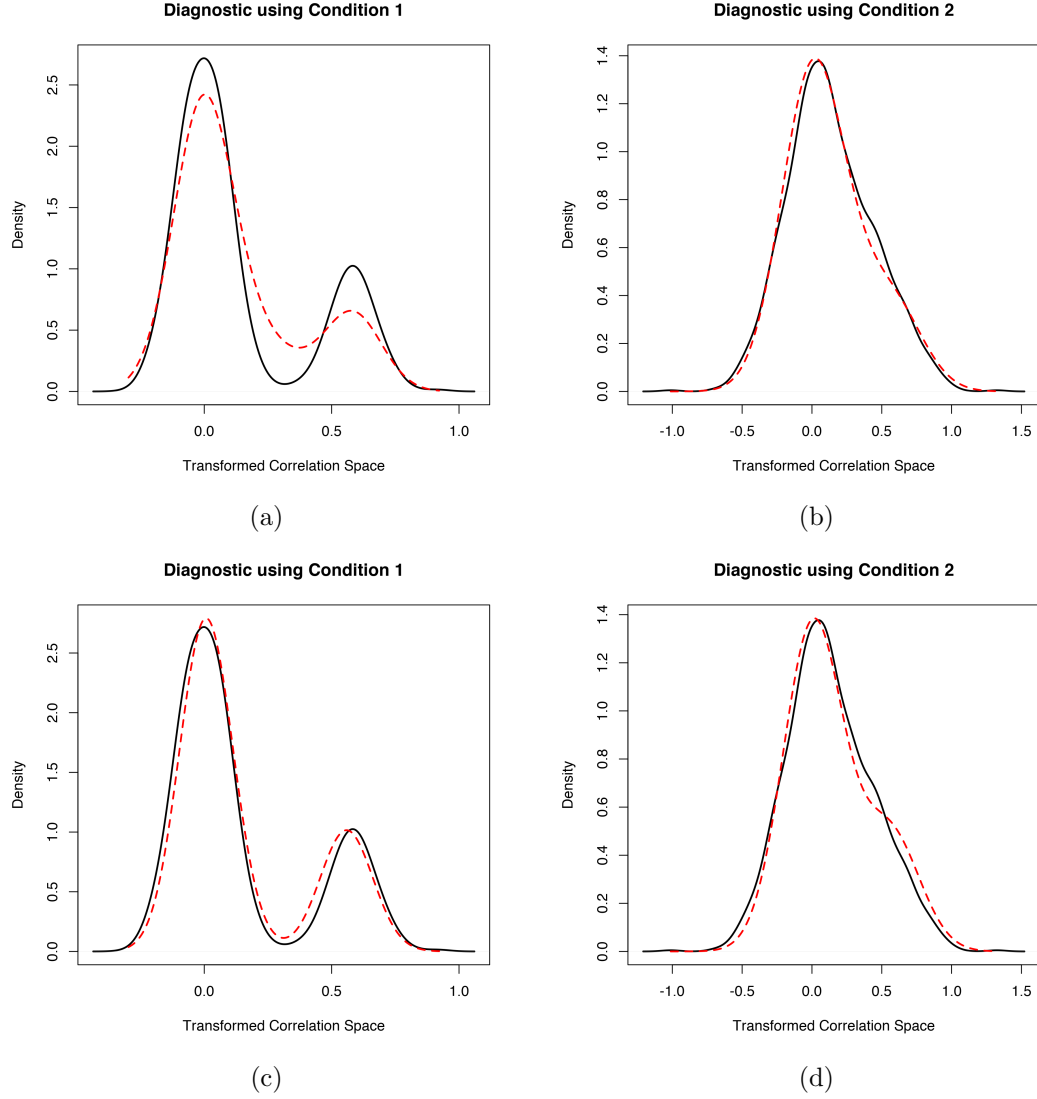 Diagnostic using Condition 1
Density
0.0 0.5 1.0 1.5 2.0 2.5
0.0 0.5 1.0
Transformed Correlation Space
(a)
Diagnostic using Condition 2
Density
0.0 0.2 0.4 0.6 0.8 1.0 1.2 1.4
-1.0 -0.5 0.0 0.5 1.0 1.5
Transformed Correlation Space
(b)
Diagnostic using Condition 1
Density
0.0 0.5 1.0 1.5 2.0 2.5
0.0 0.5 1.0
Transformed Correlation Space
(c)
Diagnostic using Condition 2
Density
0.0 0.2 0.4 0.6 0.8 1.0 1.2 1.4
-1.0 -0.5 0.0 0.5 1.0 1.5
Transformed Correlation Space
(d)